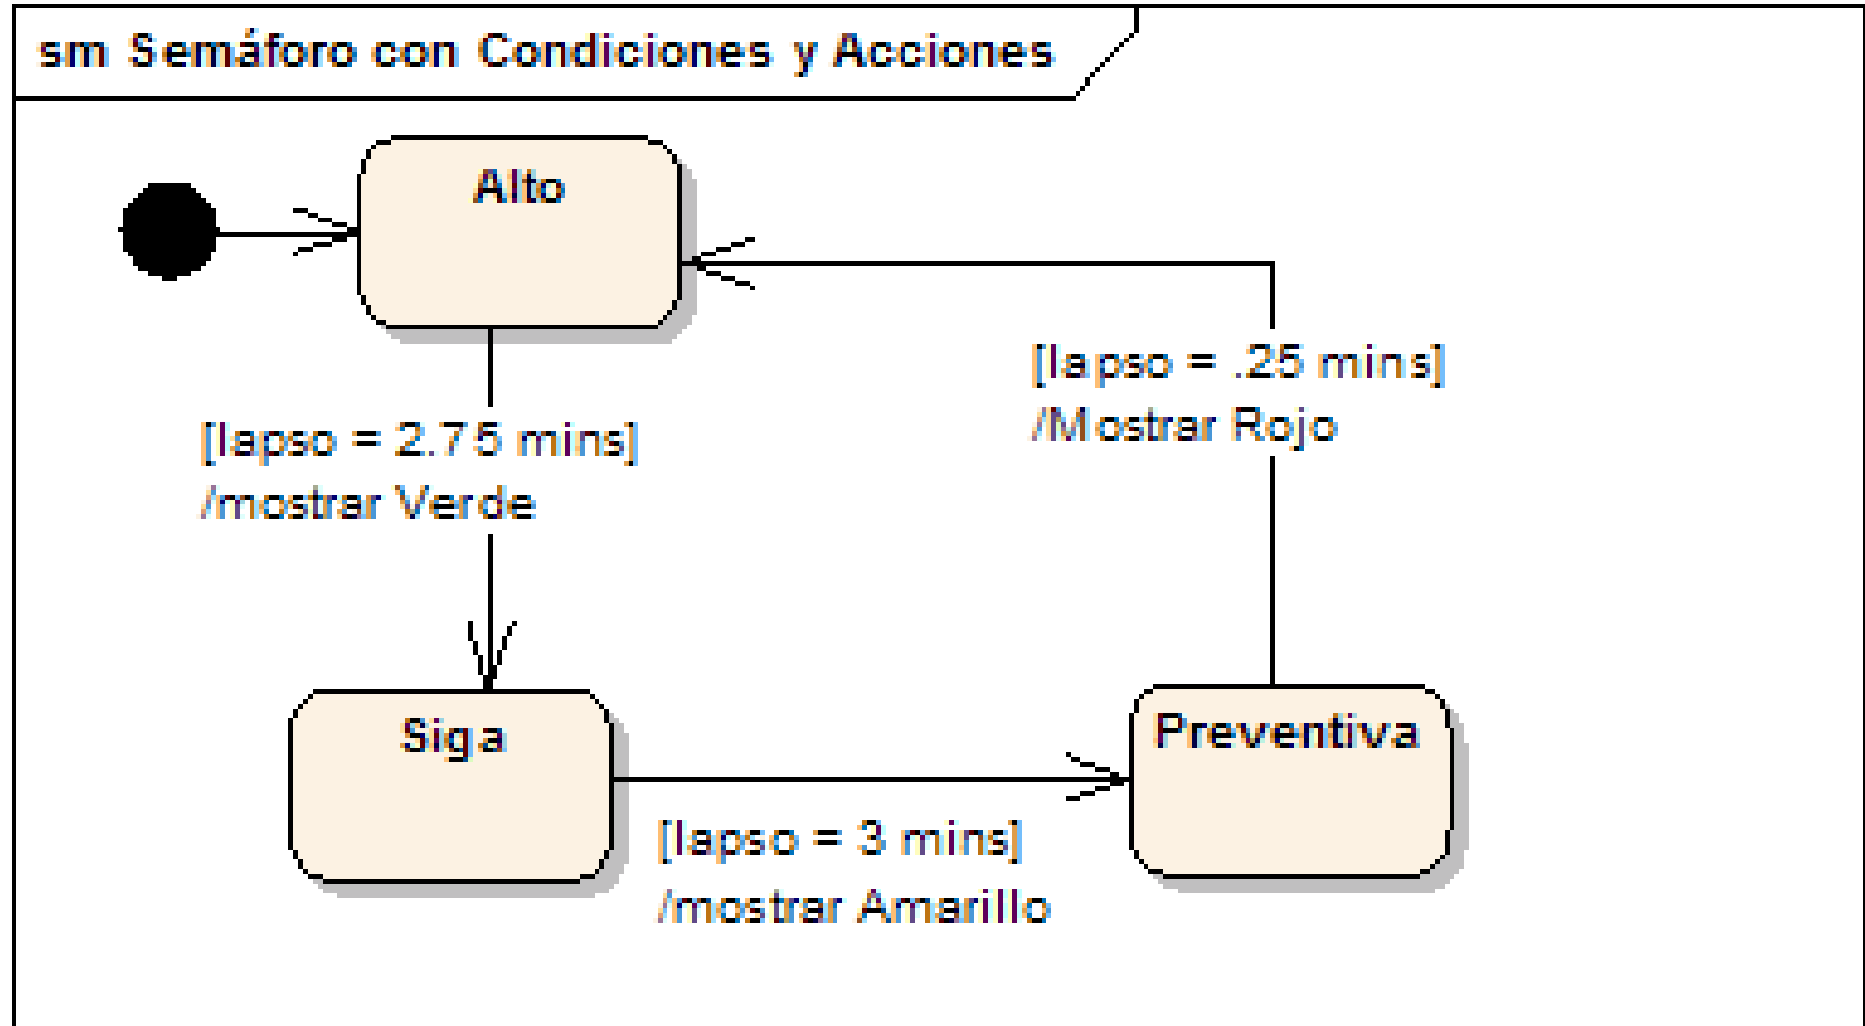 sm Semáforo con Condiciones y Acciones
Alto
[lapso = .25 mins]
/Mostrar Rojo
[lapso = 2.75 mins]
/mostrar Verde
Siga
Preventiva
[lapso = 3 mins]
/mostrar Amarillo